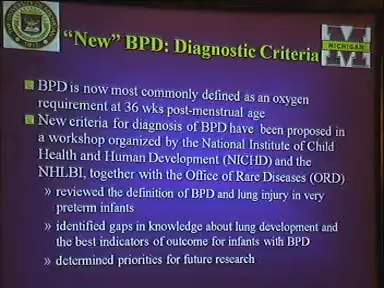 "New" BPD: Diagnostic Criteria
MICHIGAN
BPD is now most commonly defined as an oxygen
requirement at 36 wks post-menstrual age
New criteria for diagnosis of BPD have been proposed in
a workshop organized by the National Institute of Child
Health and Human Development (NICHD) and the
NHLBI, together with the Office of Rare Diseases (ORD)
» reviewed the definition of BPD and lung injury in very
preterm infants
» identified gaps in knowledge about lung development and
the best indicators of outcome for infants with BPD
» determined priorities for future research